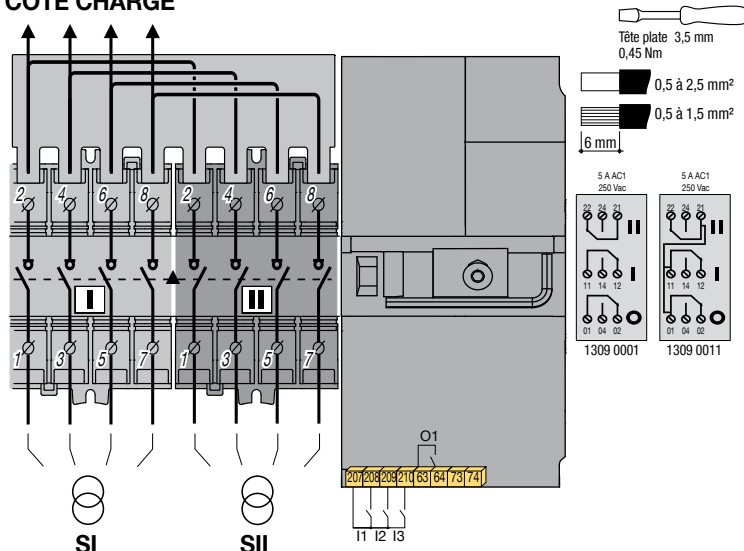 COTE CHARGE
Tête plate 3,5 mm
0,45 Nm
0,5 à 2,5 mm²
0,5 à 1,5 mm²
6 mm
5 A AC1
250 Vac
5 A AC1
250 Vac
22 24 21
II
11 14 12
I
01 04 02
O
1309 0001
22 24 21
II
11 14 12
I
01 04 02
O
1309 0011
2 4 6 8 2 4 6 8
I II
1 3 5 7 1 3 5 7
O1
207 208 209 210 63 64 73 74
I1 I2 I3
SI SII